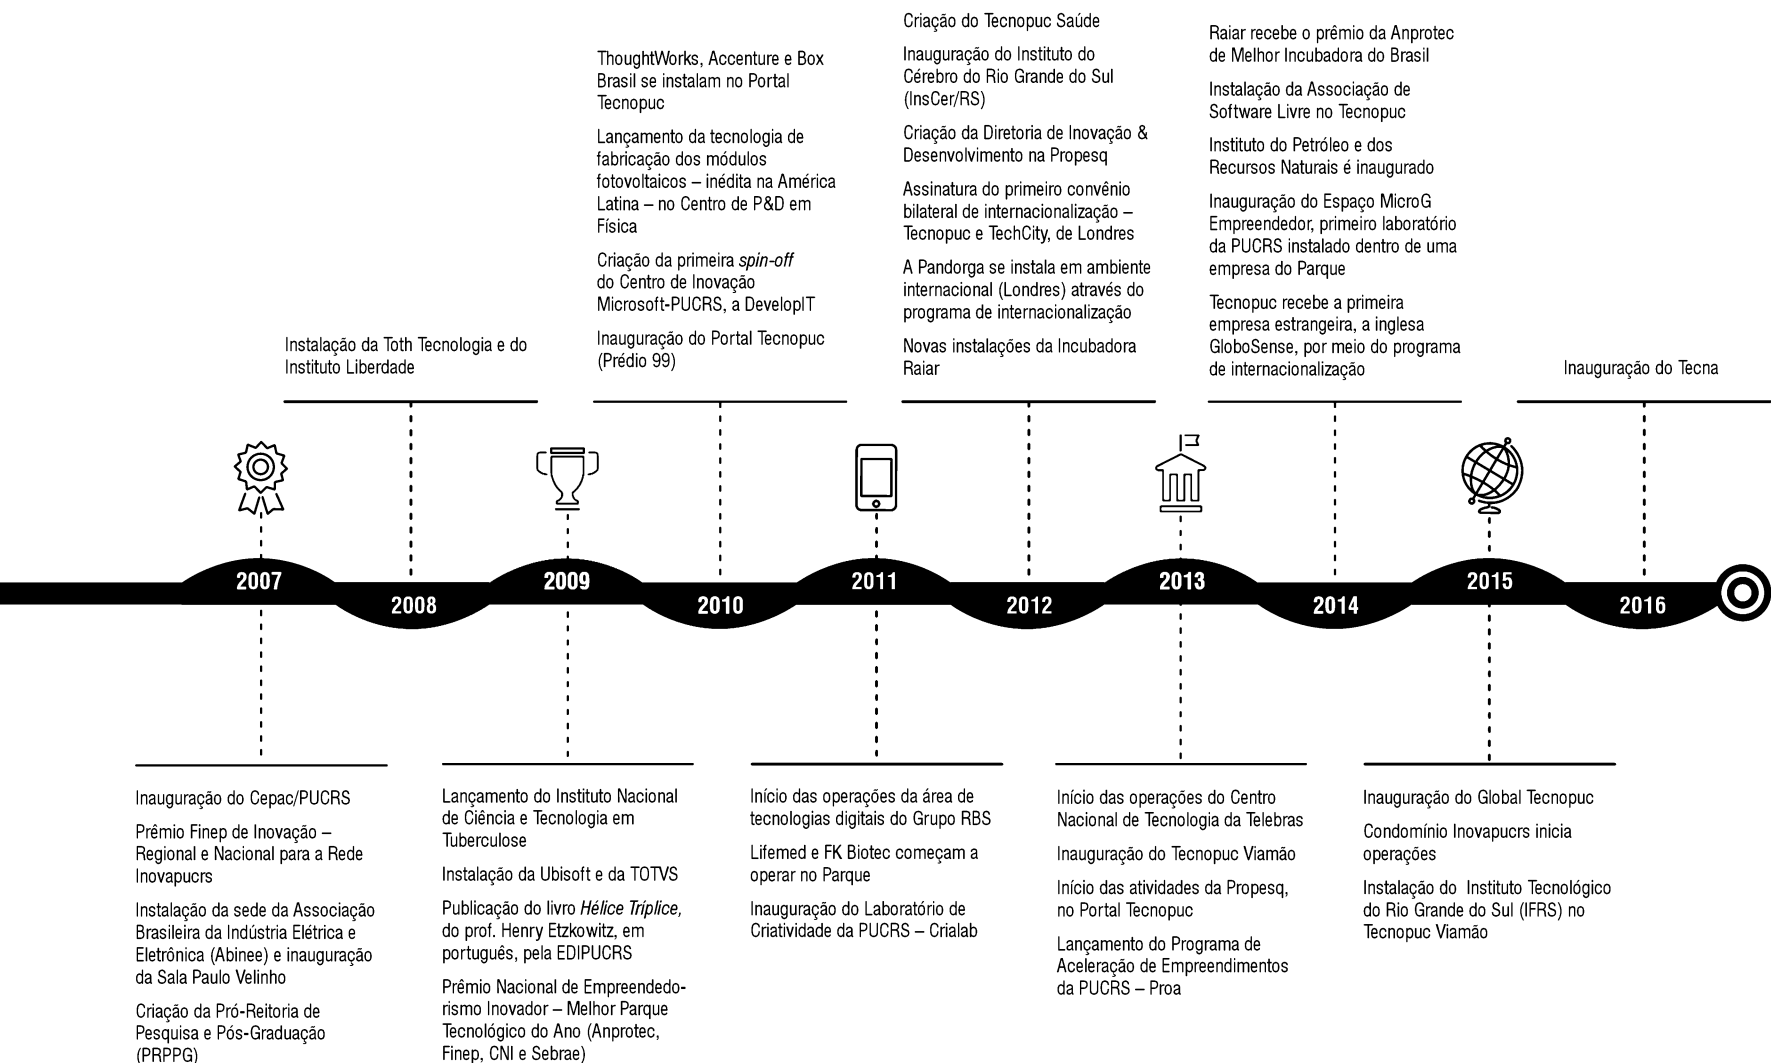 Instalação da Toth Tecnologia e do
Instituto Liberdade
ThoughtWorks, Accenture e Box
Brasil se instalam no Portal
Tecnopuc
Lançamento da tecnologia de
fabricação dos módulos
fotovoltaicos – inédita na América
Latina – no Centro de P&D em
Física
Criação da primeira spin-off
do Centro de Inovação
Microsoft-PUCRS, a DevelopIT
Inauguração do Portal Tecnopuc
(Prédio 99)
Criação do Tecnopuc Saúde
Inauguração do Instituto do
Cérebro do Rio Grande do Sul
(InsCer/RS)
Criação da Diretoria de Inovação &
Desenvolvimento na Propesq
Assinatura do primeiro convênio
bilateral de internacionalização –
Tecnopuc e TechCity, de Londres
A Pandorga se instala em ambiente
internacional (Londres) através do
programa de internacionalização
Novas instalações da Incubadora
Raiar
Raiar recebe o prêmio da Anprotec
de Melhor Incubadora do Brasil
Instalação da Associação de
Software Livre no Tecnopuc
Instituto do Petróleo e dos
Recursos Naturais é inaugurado
Inauguração do Espaço MicroG
Empreendedor, primeiro laboratório
da PUCRS instalado dentro de uma
empresa do Parque
Tecnopuc recebe a primeira
empresa estrangeira, a inglesa
GloboSense, por meio do programa
de internacionalização
Inauguração do Tecna
2007
2008
2009
2010
2011
2012
2013
2014
2015
2016
Inauguração do Cepac/PUCRS
Prêmio Finep de Inovação –
Regional e Nacional para a Rede
Inovapucrs
Instalação da sede da Associação
Brasileira da Indústria Elétrica e
Eletrônica (Abinee) e inauguração
da Sala Paulo Velinho
Criação da Pró-Reitoria de
Pesquisa e Pós-Graduação
(PRPPG)
Lançamento do Instituto Nacional
de Ciência e Tecnologia em
Tuberculose
Instalação da Ubisoft e da TOTVS
Publicação do livro Hélice Tríplice,
do prof. Henry Etzkowitz, em
português, pela EDIPUCRS
Prêmio Nacional de Empreendedo-
rismo Inovador – Melhor Parque
Tecnológico do Ano (Anprotec,
Finep, CNI e Sebrae)
Início das operações da área de
tecnologias digitais do Grupo RBS
Lifemed e FK Biotec começam a
operar no Parque
Inauguração do Laboratório de
Criatividade da PUCRS – Crialab
Início das operações do Centro
Nacional de Tecnologia da Telebras
Inauguração do Tecnopuc Viamão
Início das atividades da Propesq,
no Portal Tecnopuc
Lançamento do Programa de
Aceleração de Empreendimentos
da PUCRS – Proa
Inauguração do Global Tecnopuc
Condomínio Inovapucrs inicia
operações
Instalação do Instituto Tecnológico
do Rio Grande do Sul (IFRS) no
Tecnopuc Viamão